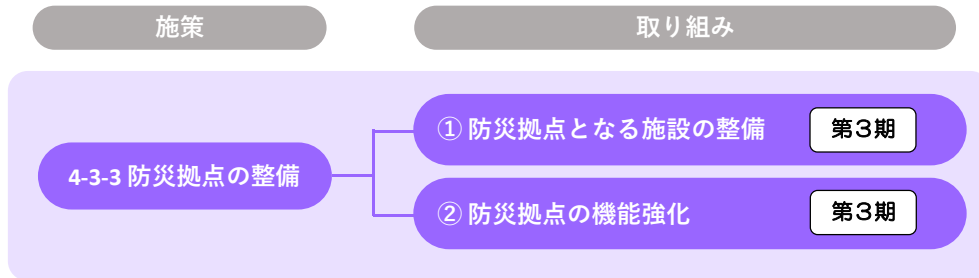 施策
取り組み
4-3-3 防災拠点の整備
① 防災拠点となる施設の整備
第3期
② 防災拠点の機能強化
第3期